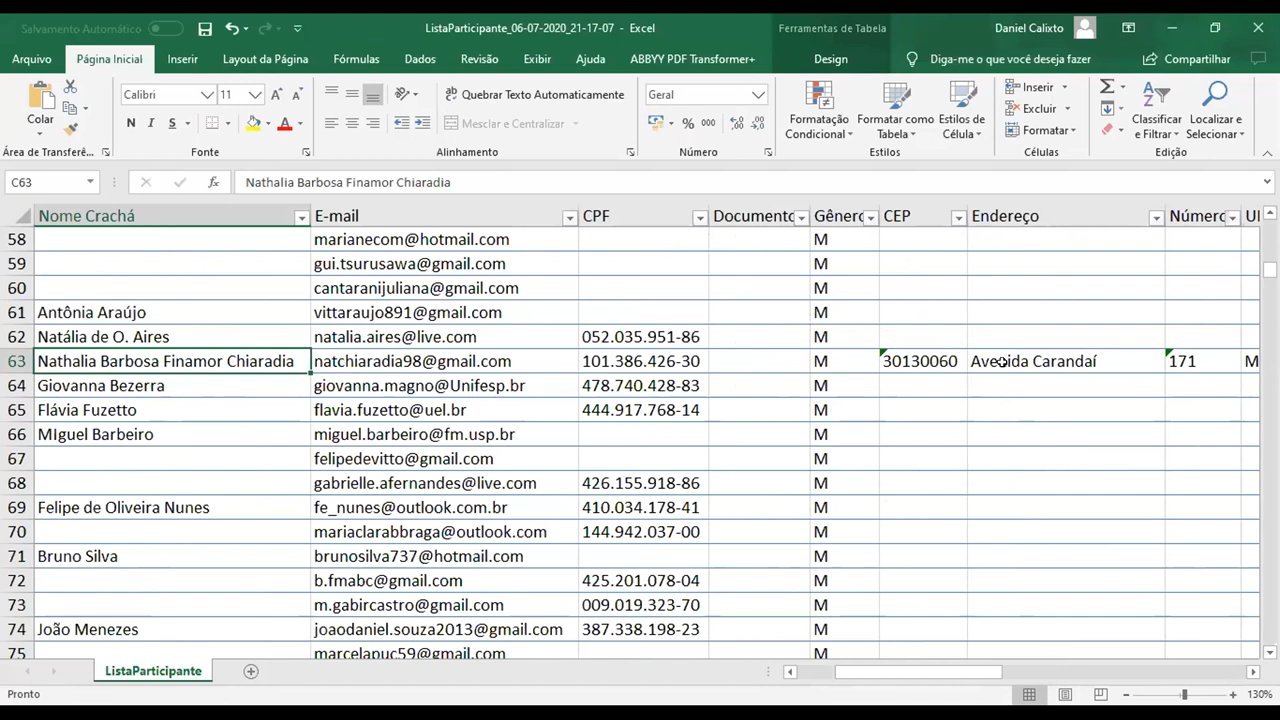 Salvamento Automático
ListaParticipante_06-07-2020_21-17-07 - Excel
Ferramentas de Tabela
Daniel Calixto
Arquivo
Página Inicial
Inserir
Layout da Página
Fórmulas
Dados
Revisão
Exibir
Ajuda
ABBYY PDF Transformer+
Design
Diga-me o que você deseja fazer
Compartilhar
Colar
Calibri 11
Quebrar Texto Automaticamente
Geral
Formatação Condicional
Formatar como Tabela
Estilos de Célula
Inserir
Excluir
Formatar
Classificar e Filtrar
Localizar e Selecionar
N I S
Mesclar e Centralizar
% 000
Área de Transferê...
Fonte
Alinhamento
Número
Estilos
Células
Edição
C63 fx Nathalia Barbosa Finamor Chiaradia
Nome Crachá E-mail CPF Documento Gênero CEP Endereço Número
58 marianecom@hotmail.com M
59 gui.tsurusawa@gmail.com M
60 cantaranijuliana@gmail.com M
61 Antônia Araújo vittaraujo891@gmail.com M
62 Natália de O. Aires natalia.aires@live.com 052.035.951-86 M
63 Nathalia Barbosa Finamor Chiaradia natchiaradia98@gmail.com 101.386.426-30 M 30130060 Avenida Carandaí 171 M
64 Giovanna Bezerra giovanna.magno@Unifesp.br 478.740.428-83 M
65 Flávia Fuzetto flavia.fuzetto@uel.br 444.917.768-14 M
66 MIguel Barbeiro miguel.barbeiro@fm.usp.br M
67 felipedevitto@gmail.com M
68 gabrielle.afernandes@live.com 426.155.918-86 M
69 Felipe de Oliveira Nunes fe_nunes@outlook.com.br 410.034.178-41 M
70 mariaclarabbraga@outlook.com 144.942.037-00 M
71 Bruno Silva brunosilva737@hotmail.com M
72 b.fmabc@gmail.com 425.201.078-04 M
73 m.gabircastro@gmail.com 009.019.323-70 M
74 João Menezes joaodaniel.souza2013@gmail.com 387.338.198-23 M
75 marcelapuc59@gmail.com M
ListaParticipante
Pronto
130%